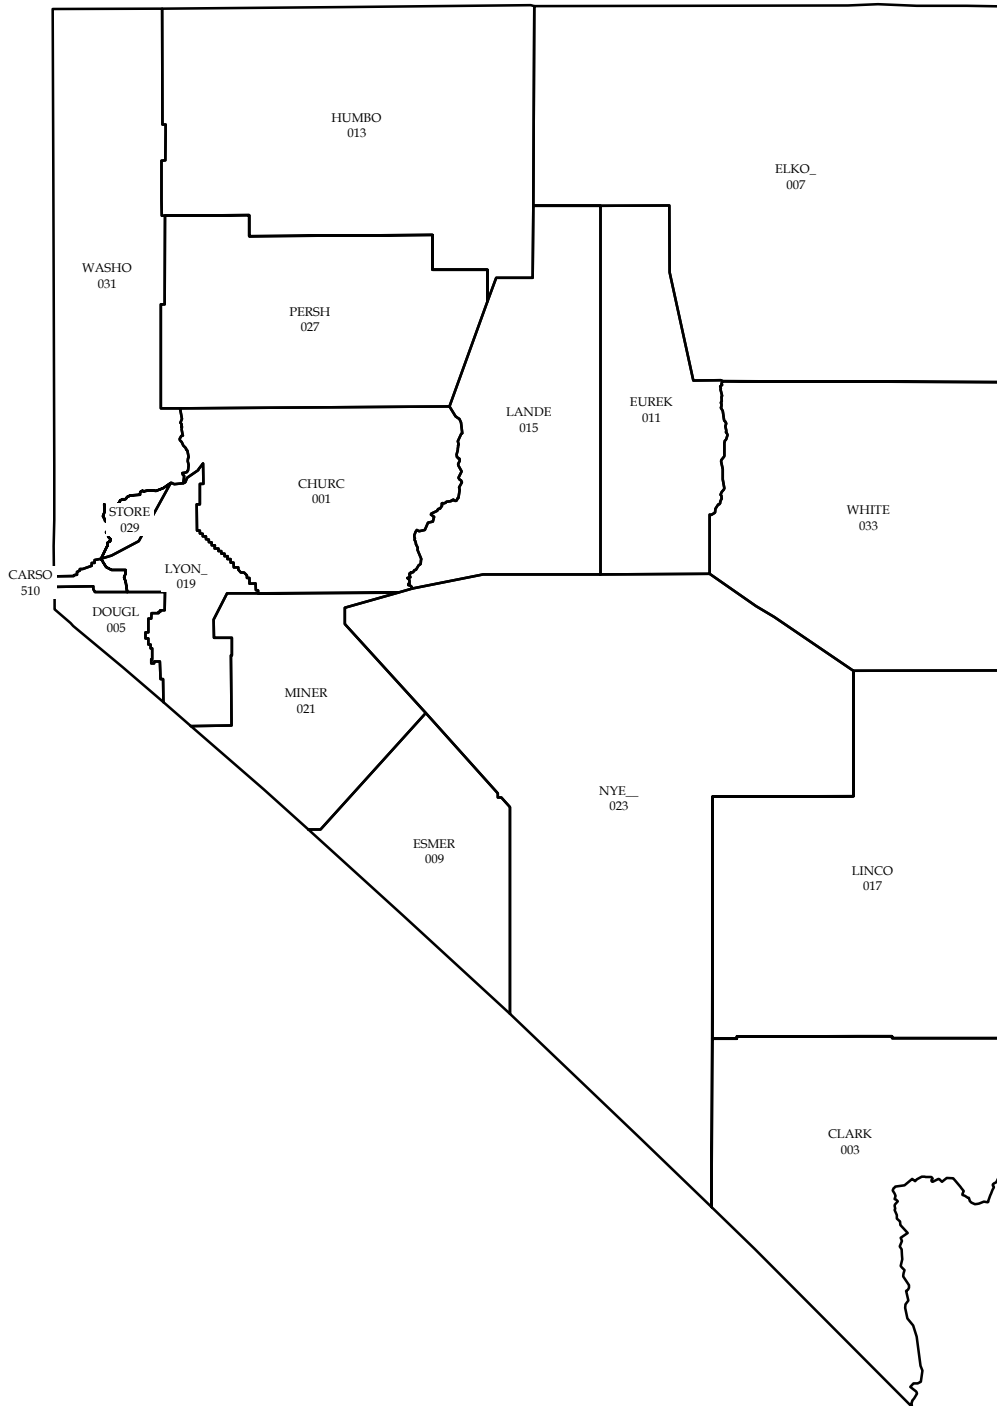 HUMBO
013
ELKO_
007
WASHO
031
PERSH
027
LANDE
015
EUREK
011
CHURC
001
WHITE
033
STORE
029
LYON_
019
CARSO
510
DOUGL
005
MINER
021
NYE__
023
ESMER
009
LINCO
017
CLARK
003